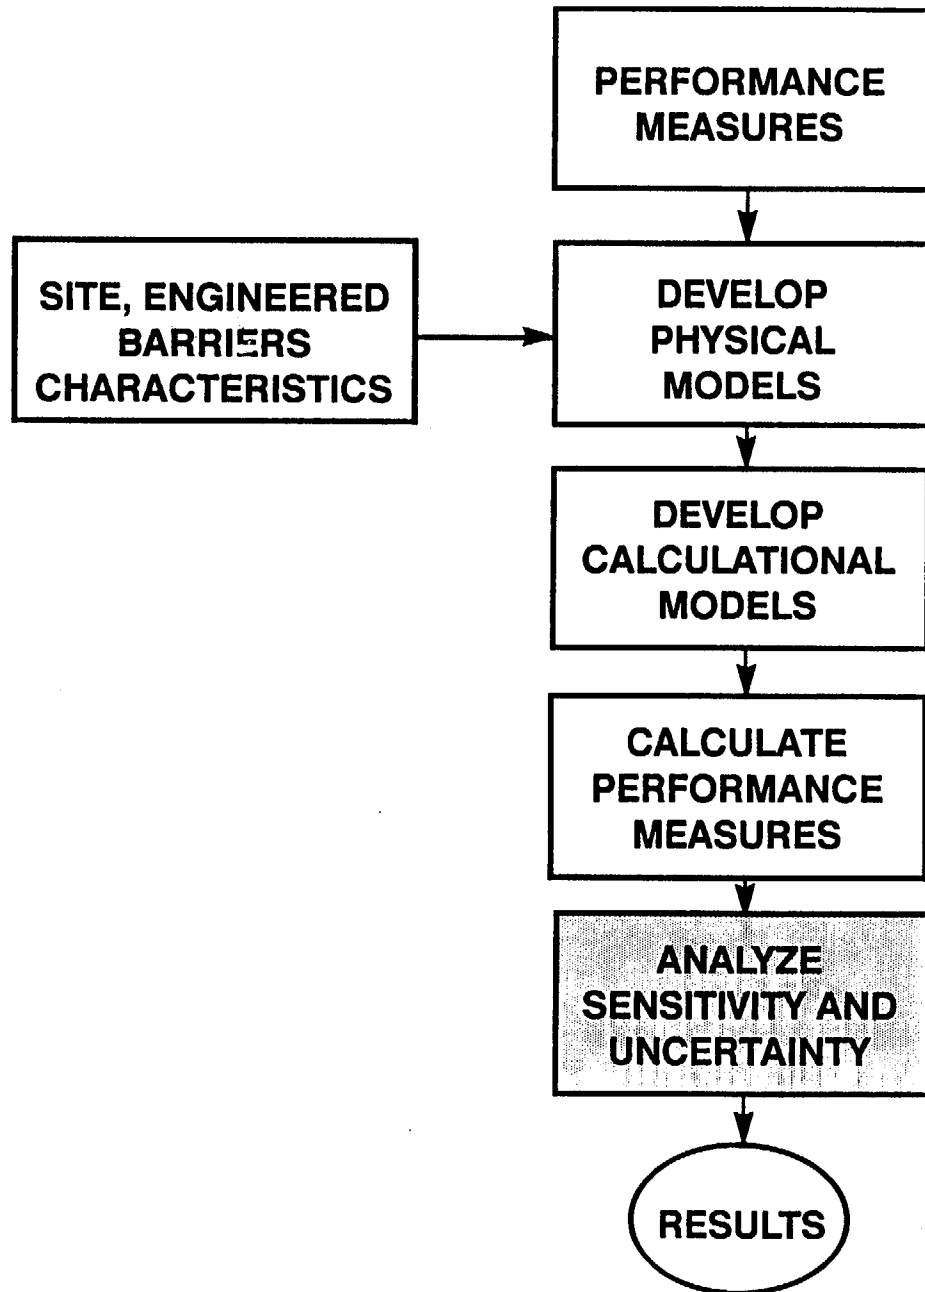 PERFORMANCE
MEASURES
SITE, ENGINEERED
BARRIERS
CHARACTERISTICS
DEVELOP
PHYSICAL
MODELS
DEVELOP
CALCULATIONAL
MODELS
CALCULATE
PERFORMANCE
MEASURES
ANALYZE
SENSITIVITY AND
UNCERTAINTY
RESULTS